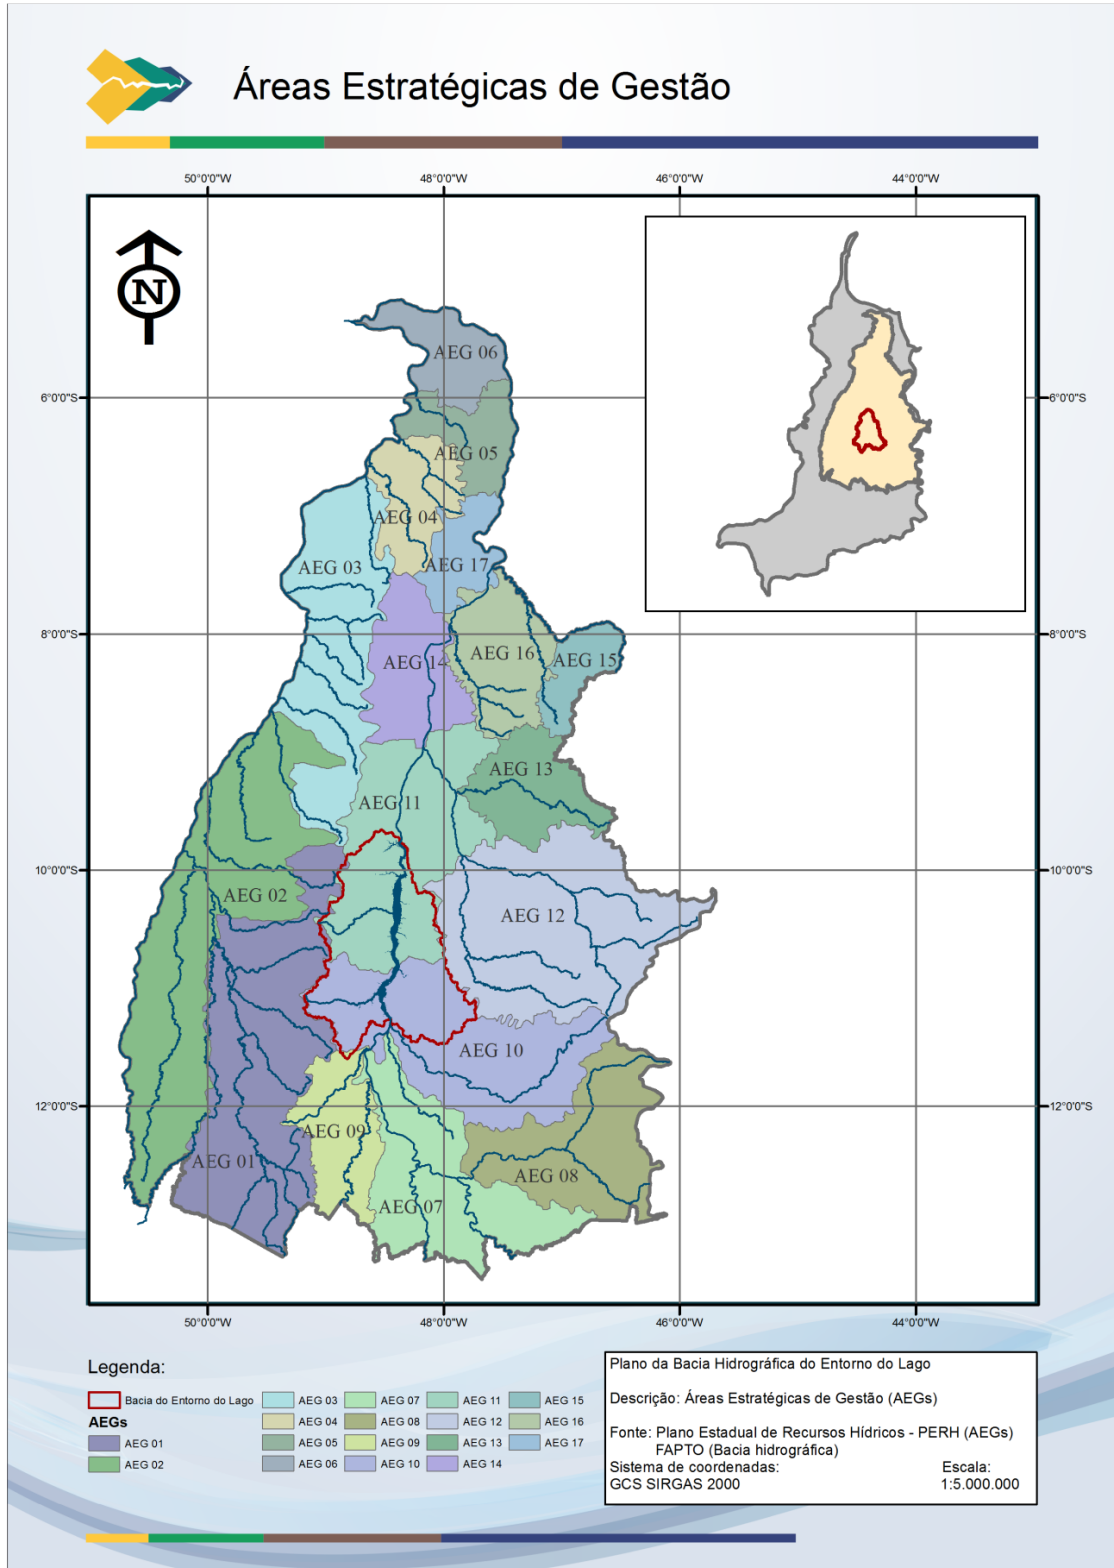 Áreas Estratégicas de Gestão
50°0'0"W 48°0'0"W 46°0'0"W 44°0'0"W
N
AEG 06
6°0'0"S 6°0'0"S
AEG 05
AEG 04
AEG 03 AEG 17
8°0'0"S 8°0'0"S
AEG 14 AEG 16 AEG 15
AEG 13
AEG 11
10°0'0"S 10°0'0"S
AEG 02
AEG 12
AEG 10
12°0'0"S 12°0'0"S
AEG 09
AEG 01
AEG 08
AEG 07
50°0'0"W 48°0'0"W 46°0'0"W 44°0'0"W
Legenda:
Bacia do Entorno do Lago
AEGs
AEG 01
AEG 02
AEG 03
AEG 04
AEG 05
AEG 06
AEG 07
AEG 08
AEG 09
AEG 10
AEG 11
AEG 12
AEG 13
AEG 14
AEG 15
AEG 16
AEG 17
Plano da Bacia Hidrográfica do Entorno do Lago
Descrição: Áreas Estratégicas de Gestão (AEGs)
Fonte: Plano Estadual de Recursos Hídricos - PERH (AEGs)
FAPTO (Bacia hidrográfica)
Sistema de coordenadas: Escala:
GCS SIRGAS 2000 1:5.000.000